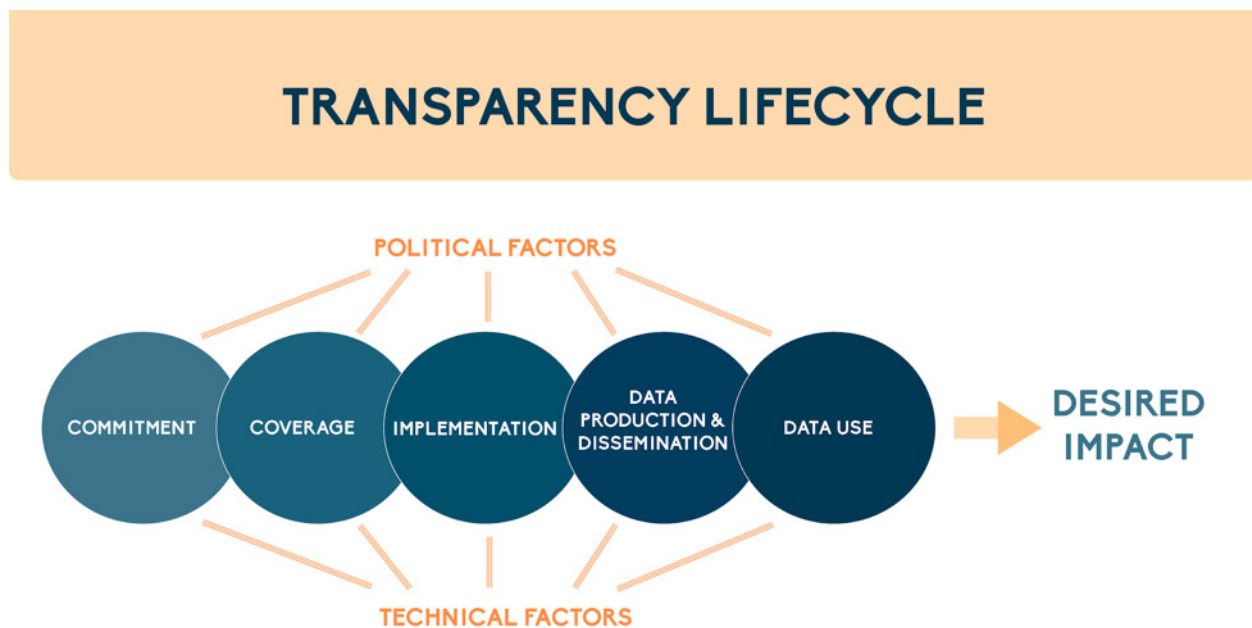 TRANSPARENCY LIFECYCLE
POLITICAL FACTORS
COMMITMENT
COVERAGE
IMPLEMENTATION
DATA
PRODUCTION &
DISSEMINATION
DATA USE
DESIRED
IMPACT
TECHNICAL FACTORS